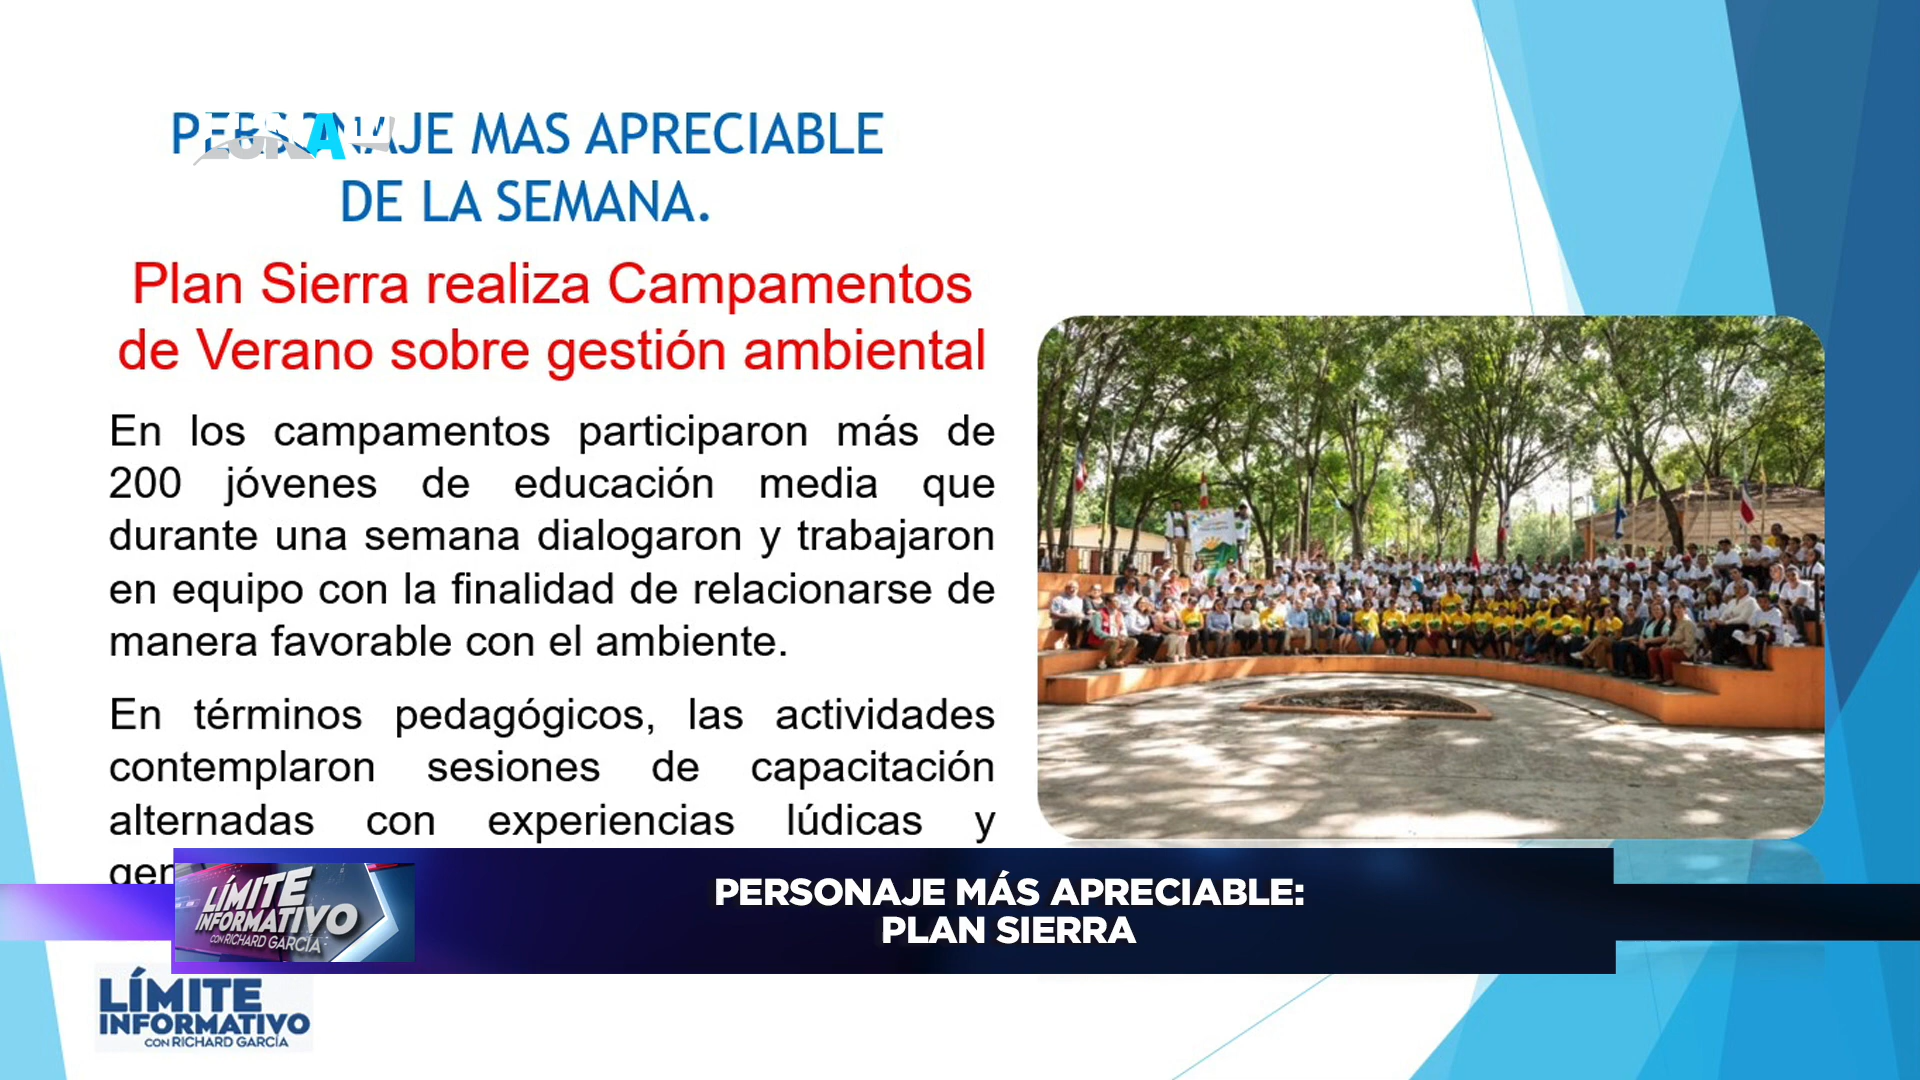 PERSONAJE MAS APRECIABLE
DE LA SEMANA.
Plan Sierra realiza Campamentos
de Verano sobre gestión ambiental
En los campamentos participaron más de
200 jóvenes de educación media que
durante una semana dialogaron y trabajaron
en equipo con la finalidad de relacionarse de
manera favorable con el ambiente.
En términos pedagógicos, las actividades
contemplaron sesiones de capacitación
alternadas con experiencias lúdicas y
LÍMITE
INFORMATIVO
CON RICHARD GARCÍA
PERSONAJE MÁS APRECIABLE:
PLAN SIERRA
LÍMITE
INFORMATIVO
CON RICHARD GARCÍA